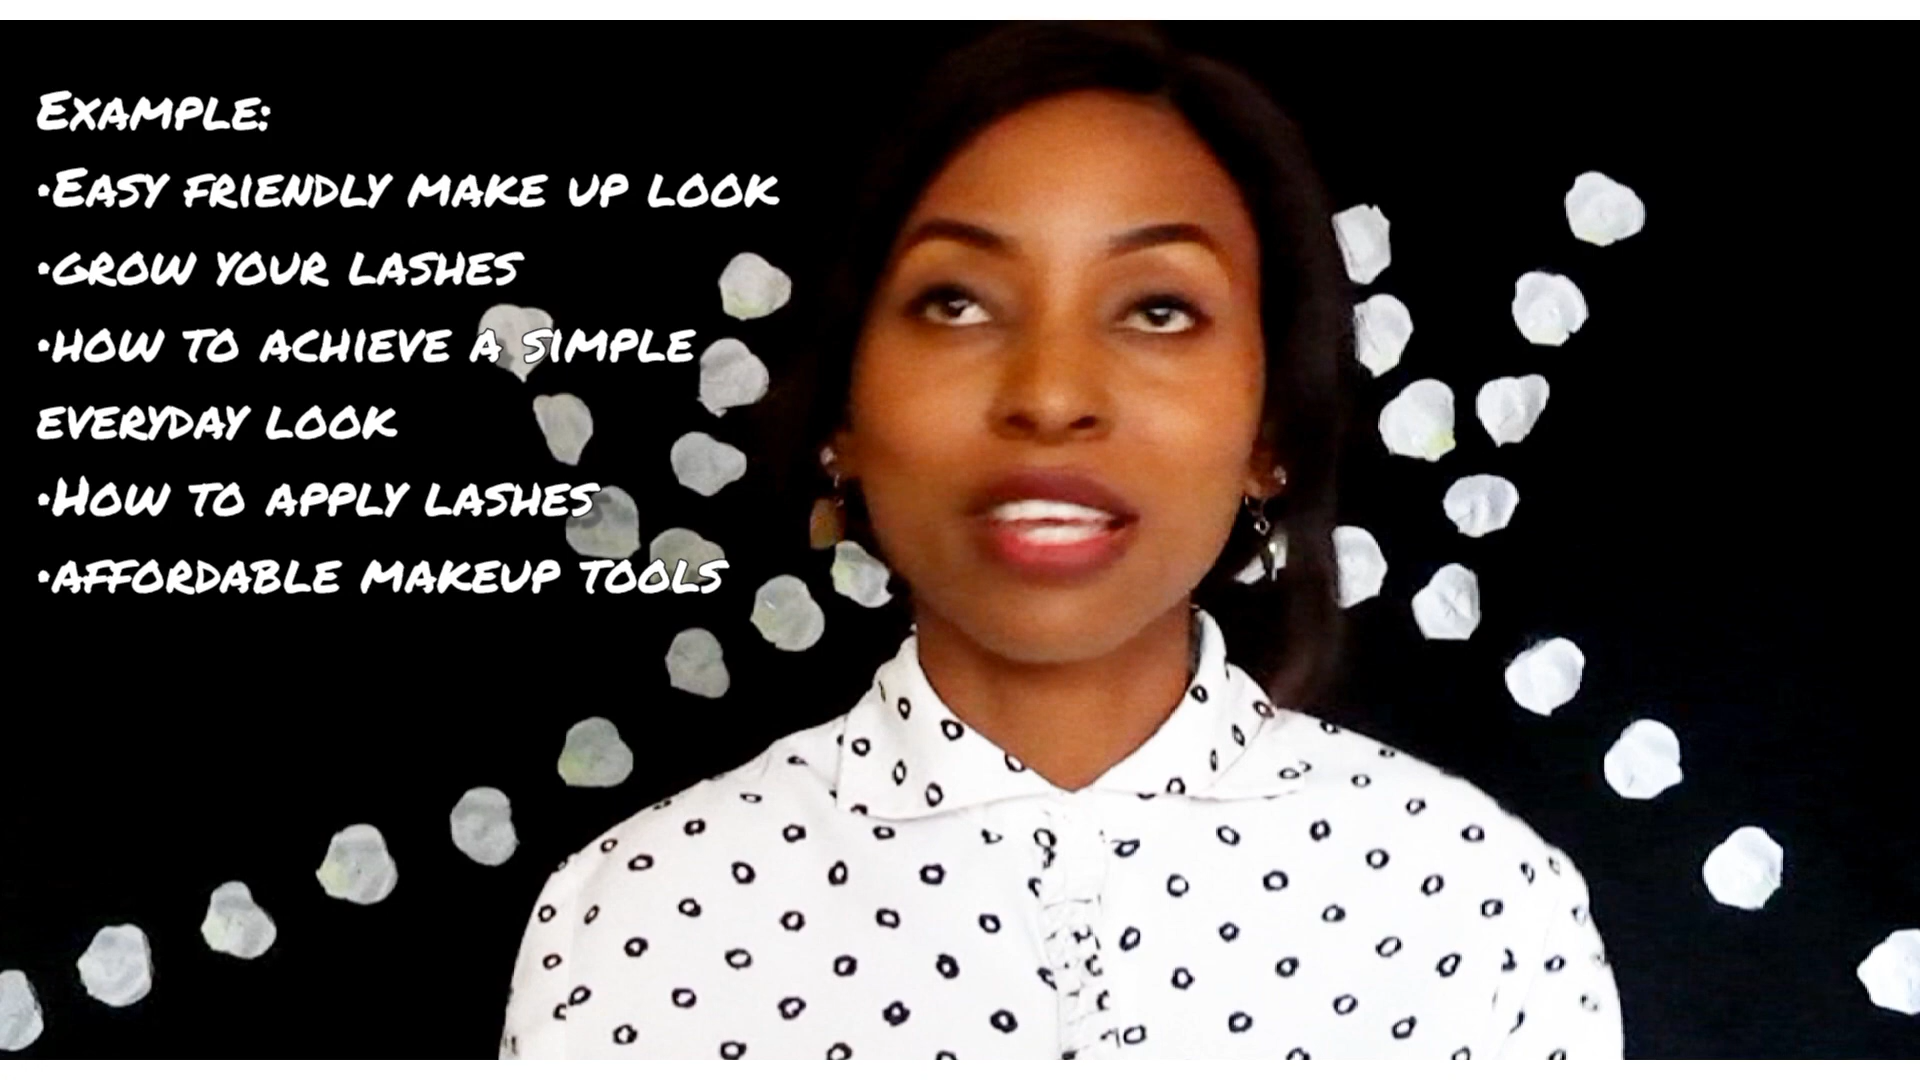 Example:
•Easy friendly make up look
•grow your lashes
•how to achieve a simple
everyday look
•How to apply lashes
•affordable makeup tools